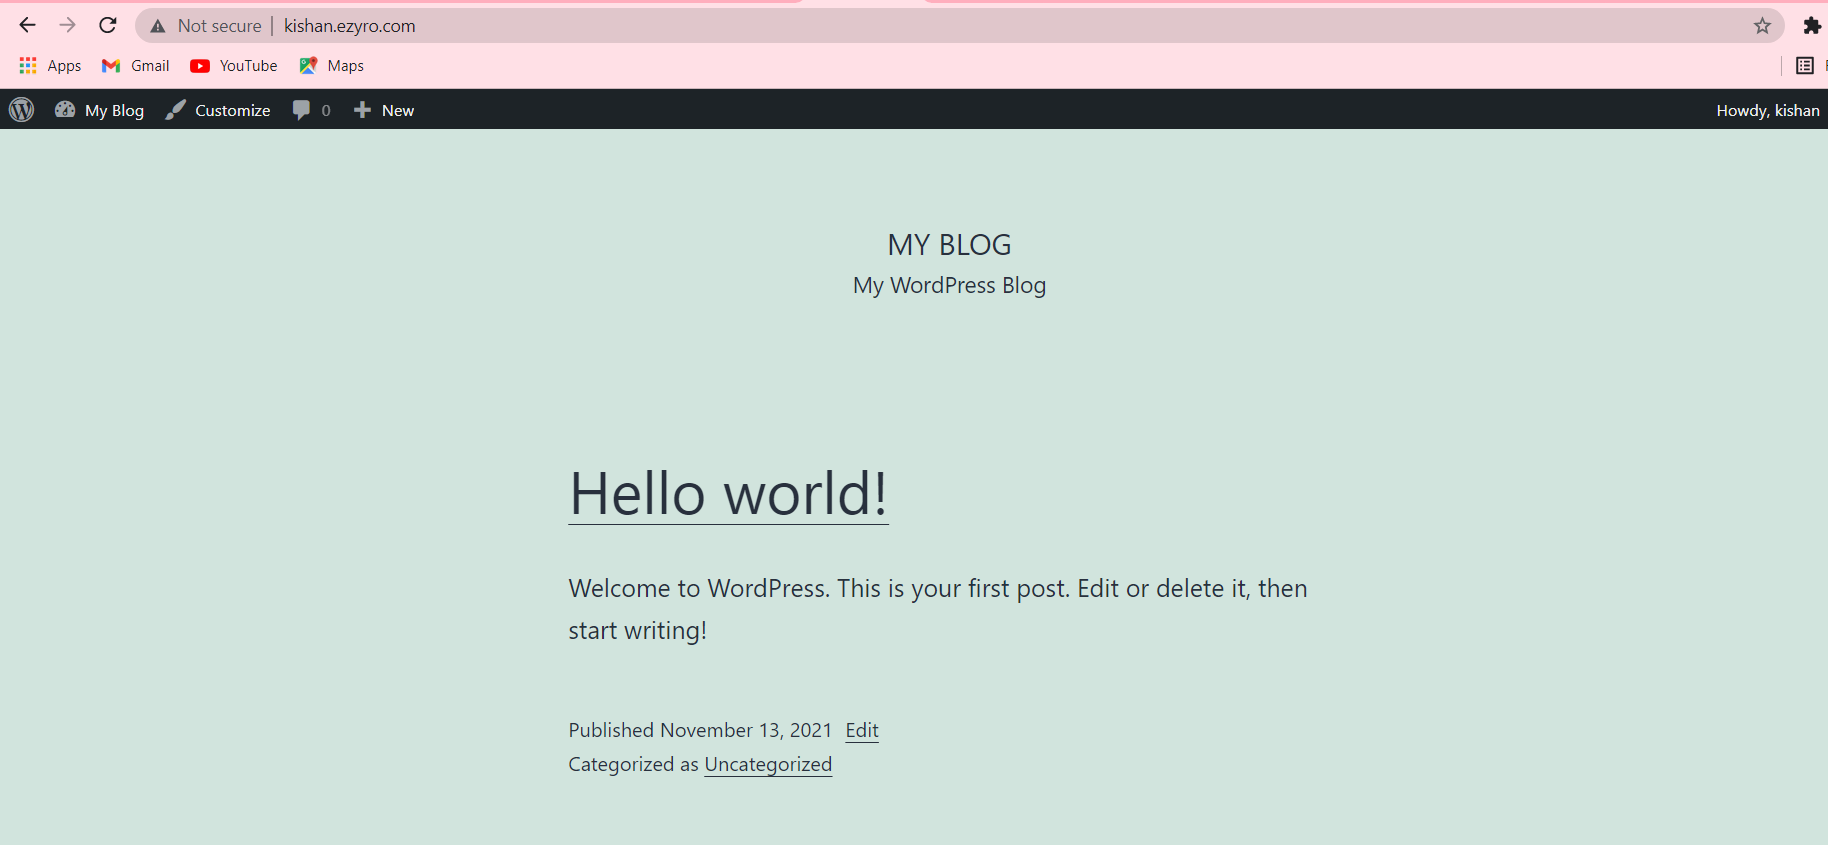 Not secure | kishan.ezyro.com
Apps Gmail YouTube Maps
My Blog Customize 0 New Howdy, kishan
MY BLOG
My WordPress Blog
Hello world!
Welcome to WordPress. This is your first post. Edit or delete it, then
start writing!
Published November 13, 2021 Edit
Categorized as Uncategorized